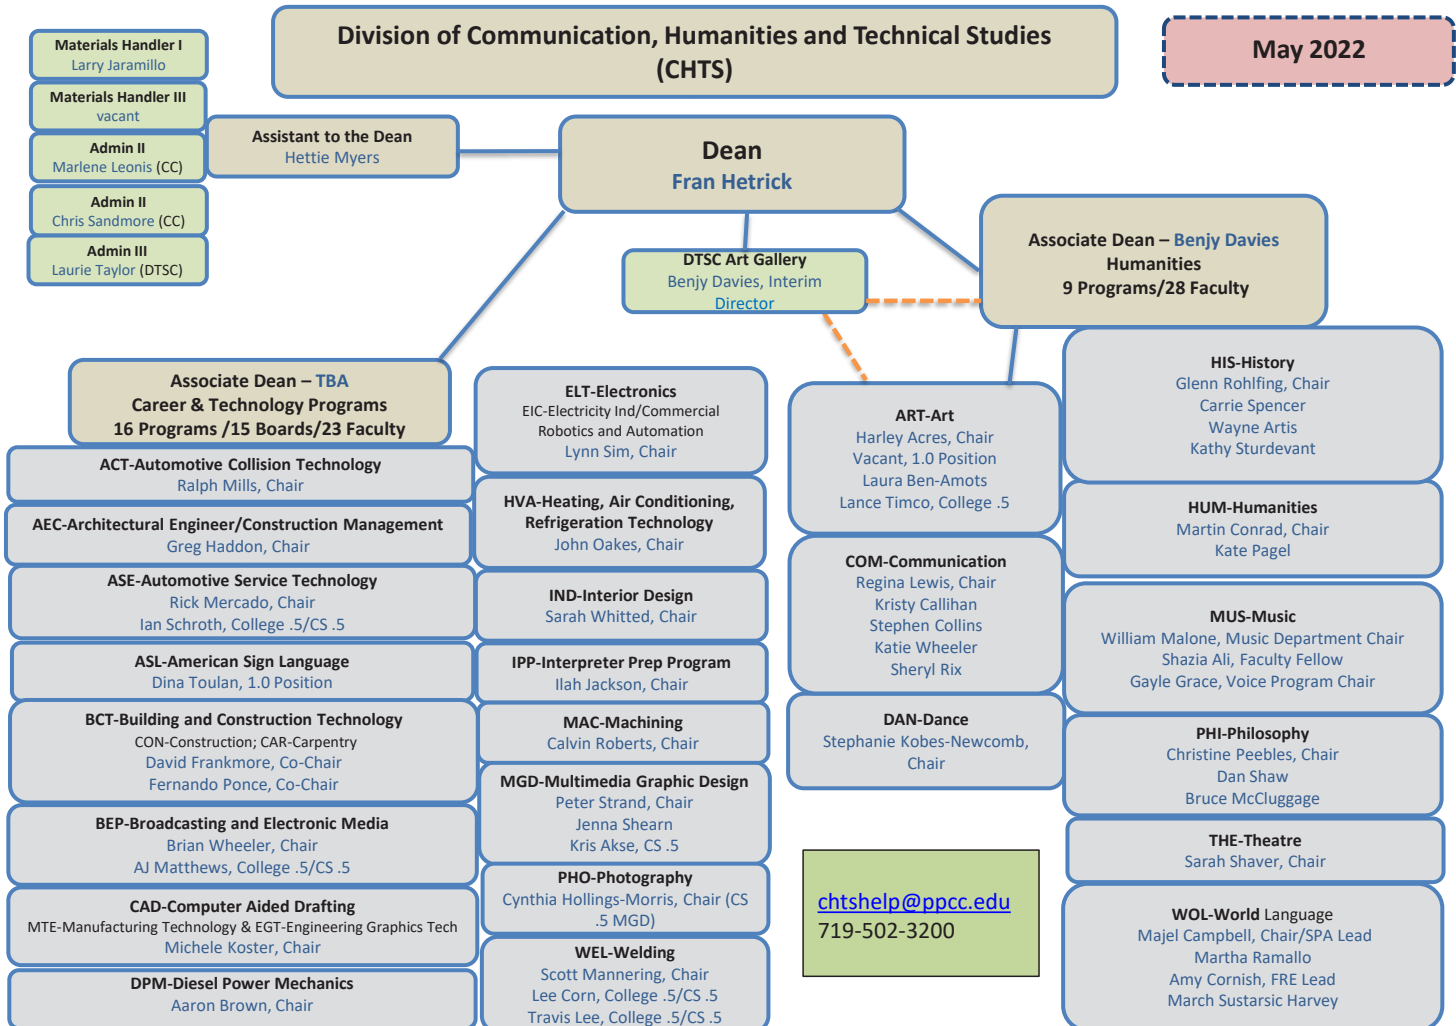 Division of Communication, Humanities and Technical Studies
(CHTS)
May 2022
Materials Handler I
Larry Jaramillo
Materials Handler III
vacant
Admin II
Marlene Leonis (CC)
Admin II
Chris Sandmore (CC)
Admin III
Laurie Taylor (DTSC)
Assistant to the Dean
Hettie Myers
Dean
Fran Hetrick
DTSC Art Gallery
Benjy Davies, Interim
Director
Associate Dean – Benjy Davies
Humanities
9 Programs/28 Faculty
Associate Dean – TBA
Career & Technology Programs
16 Programs /15 Boards/23 Faculty
ACT-Automotive Collision Technology
Ralph Mills, Chair
AEC-Architectural Engineer/Construction Management
Greg Haddon, Chair
ASE-Automotive Service Technology
Rick Mercado, Chair
Ian Schroth, College .5/CS .5
ASL-American Sign Language
Dina Toulan, 1.0 Position
BCT-Building and Construction Technology
CON-Construction; CAR-Carpentry
David Frankmore, Co-Chair
Fernando Ponce, Co-Chair
BEP-Broadcasting and Electronic Media
Brian Wheeler, Chair
AJ Matthews, College .5/CS .5
CAD-Computer Aided Drafting
MTE-Manufacturing Technology & EGT-Engineering Graphics Tech
Michele Koster, Chair
DPM-Diesel Power Mechanics
Aaron Brown, Chair
ELT-Electronics
EIC-Electricity Ind/Commercial
Robotics and Automation
Lynn Sim, Chair
HVA-Heating, Air Conditioning,
Refrigeration Technology
John Oakes, Chair
IND-Interior Design
Sarah Whitted, Chair
IPP-Interpreter Prep Program
Ilah Jackson, Chair
MAC-Machining
Calvin Roberts, Chair
MGD-Multimedia Graphic Design
Peter Strand, Chair
Jenna Shearn
Kris Akse, CS .5
PHO-Photography
Cynthia Hollings-Morris, Chair (CS
.5 MGD)
WEL-Welding
Scott Mannering, Chair
Lee Corn, College .5/CS .5
Travis Lee, College .5/CS .5
ART-Art
Harley Acres, Chair
Vacant, 1.0 Position
Laura Ben-Amots
Lance Timco, College .5
COM-Communication
Regina Lewis, Chair
Kristy Callihan
Stephen Collins
Katie Wheeler
Sheryl Rix
DAN-Dance
Stephanie Kobes-Newcomb,
Chair
chtshelp@ppcc.edu
719-502-3200
HIS-History
Glenn Rohlfing, Chair
Carrie Spencer
Wayne Artis
Kathy Sturdevant
HUM-Humanities
Martin Conrad, Chair
Kate Pagel
MUS-Music
William Malone, Music Department Chair
Shazia Ali, Faculty Fellow
Gayle Grace, Voice Program Chair
PHI-Philosophy
Christine Peebles, Chair
Dan Shaw
Bruce McCluggage
THE-Theatre
Sarah Shaver, Chair
WOL-World Language
Majel Campbell, Chair/SPA Lead
Martha Ramallo
Amy Cornish, FRE Lead
March Sustarsic Harvey